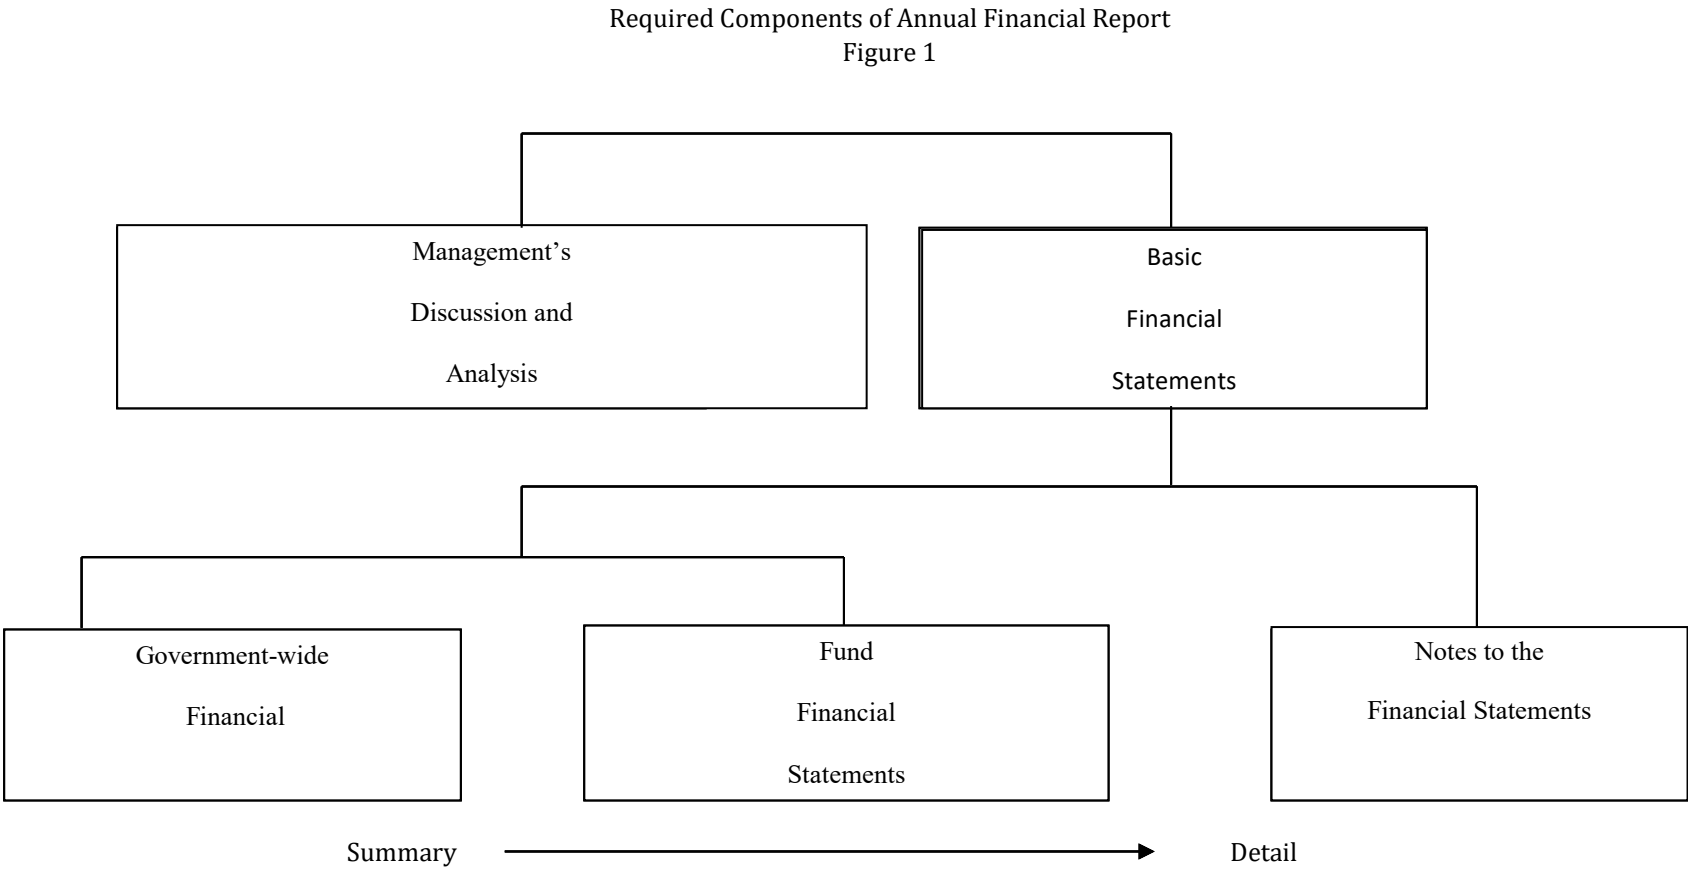 Required Components of Annual Financial Report
Figure 1
Management’s
Discussion and
Analysis
Basic
Financial
Statements
Government-wide
Financial
Fund
Financial
Statements
Notes to the
Financial Statements
Summary
Detail